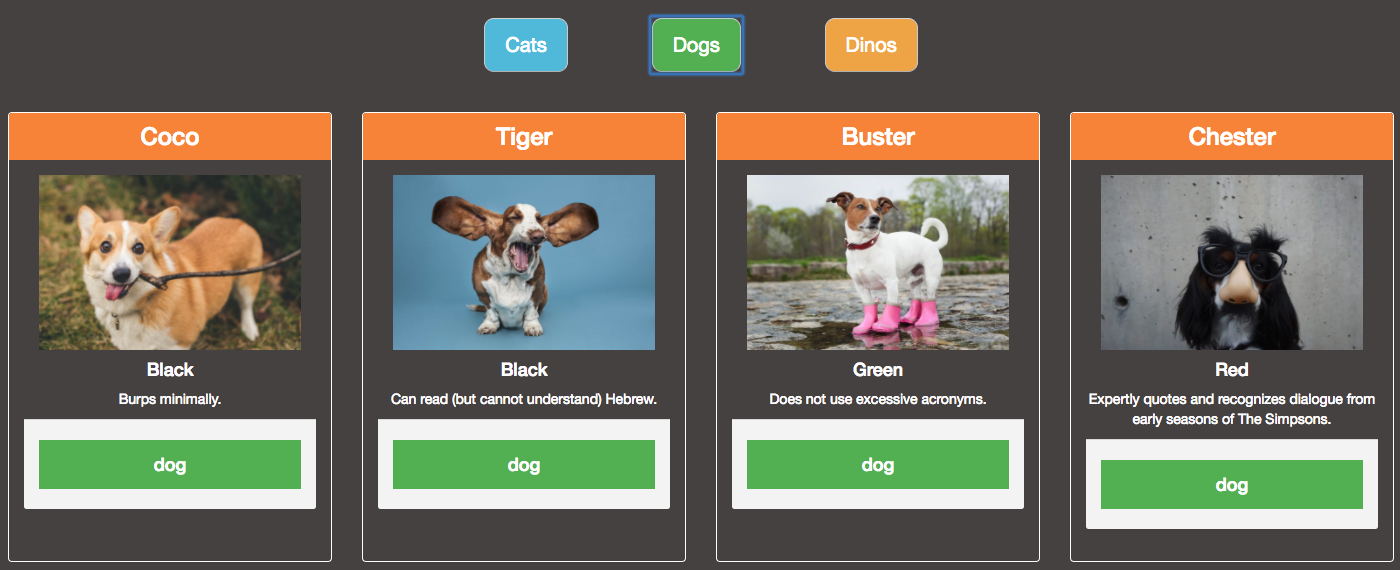 Cats
Dogs
Dinos
Coco
Black
Burps minimally.
dog
Tiger
Black
Can read (but cannot understand) Hebrew.
dog
Buster
Green
Does not use excessive acronyms.
dog
Chester
Red
Expertly quotes and recognizes dialogue from
early seasons of The Simpsons.
dog